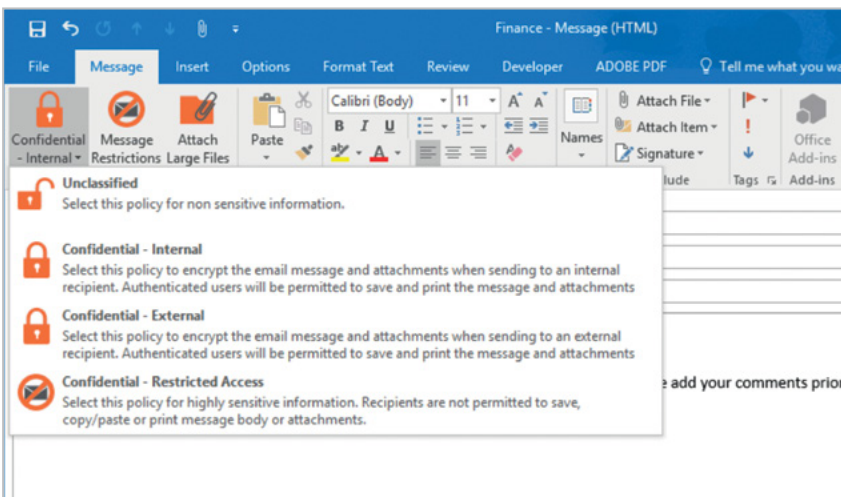 Finance - Message (HTML)
File Message Insert Options Format Text Review Developer ADOBE PDF Tell me what you wa
Confidential - Internal
Message Restrictions
Attach Large Files
Paste
Calibri (Body) 11 A A
B I U
ab A
Names
Attach File
Attach Item
Signature
lude
Tags
Office Add-ins
Add-ins
Unclassified
Select this policy for non sensitive information.
Confidential - Internal
Select this policy to encrypt the email message and attachments when sending to an internal
recipient. Authenticated users will be permitted to save and print the message and attachments
Confidential - External
Select this policy to encrypt the email message and attachments when sending to an external
recipient. Authenticated users will be permitted to save and print the message and attachments
Confidential - Restricted Access
Select this policy for highly sensitive information. Recipients are not permitted to save,
copy/paste or print message body or attachments.
e add your comments prior